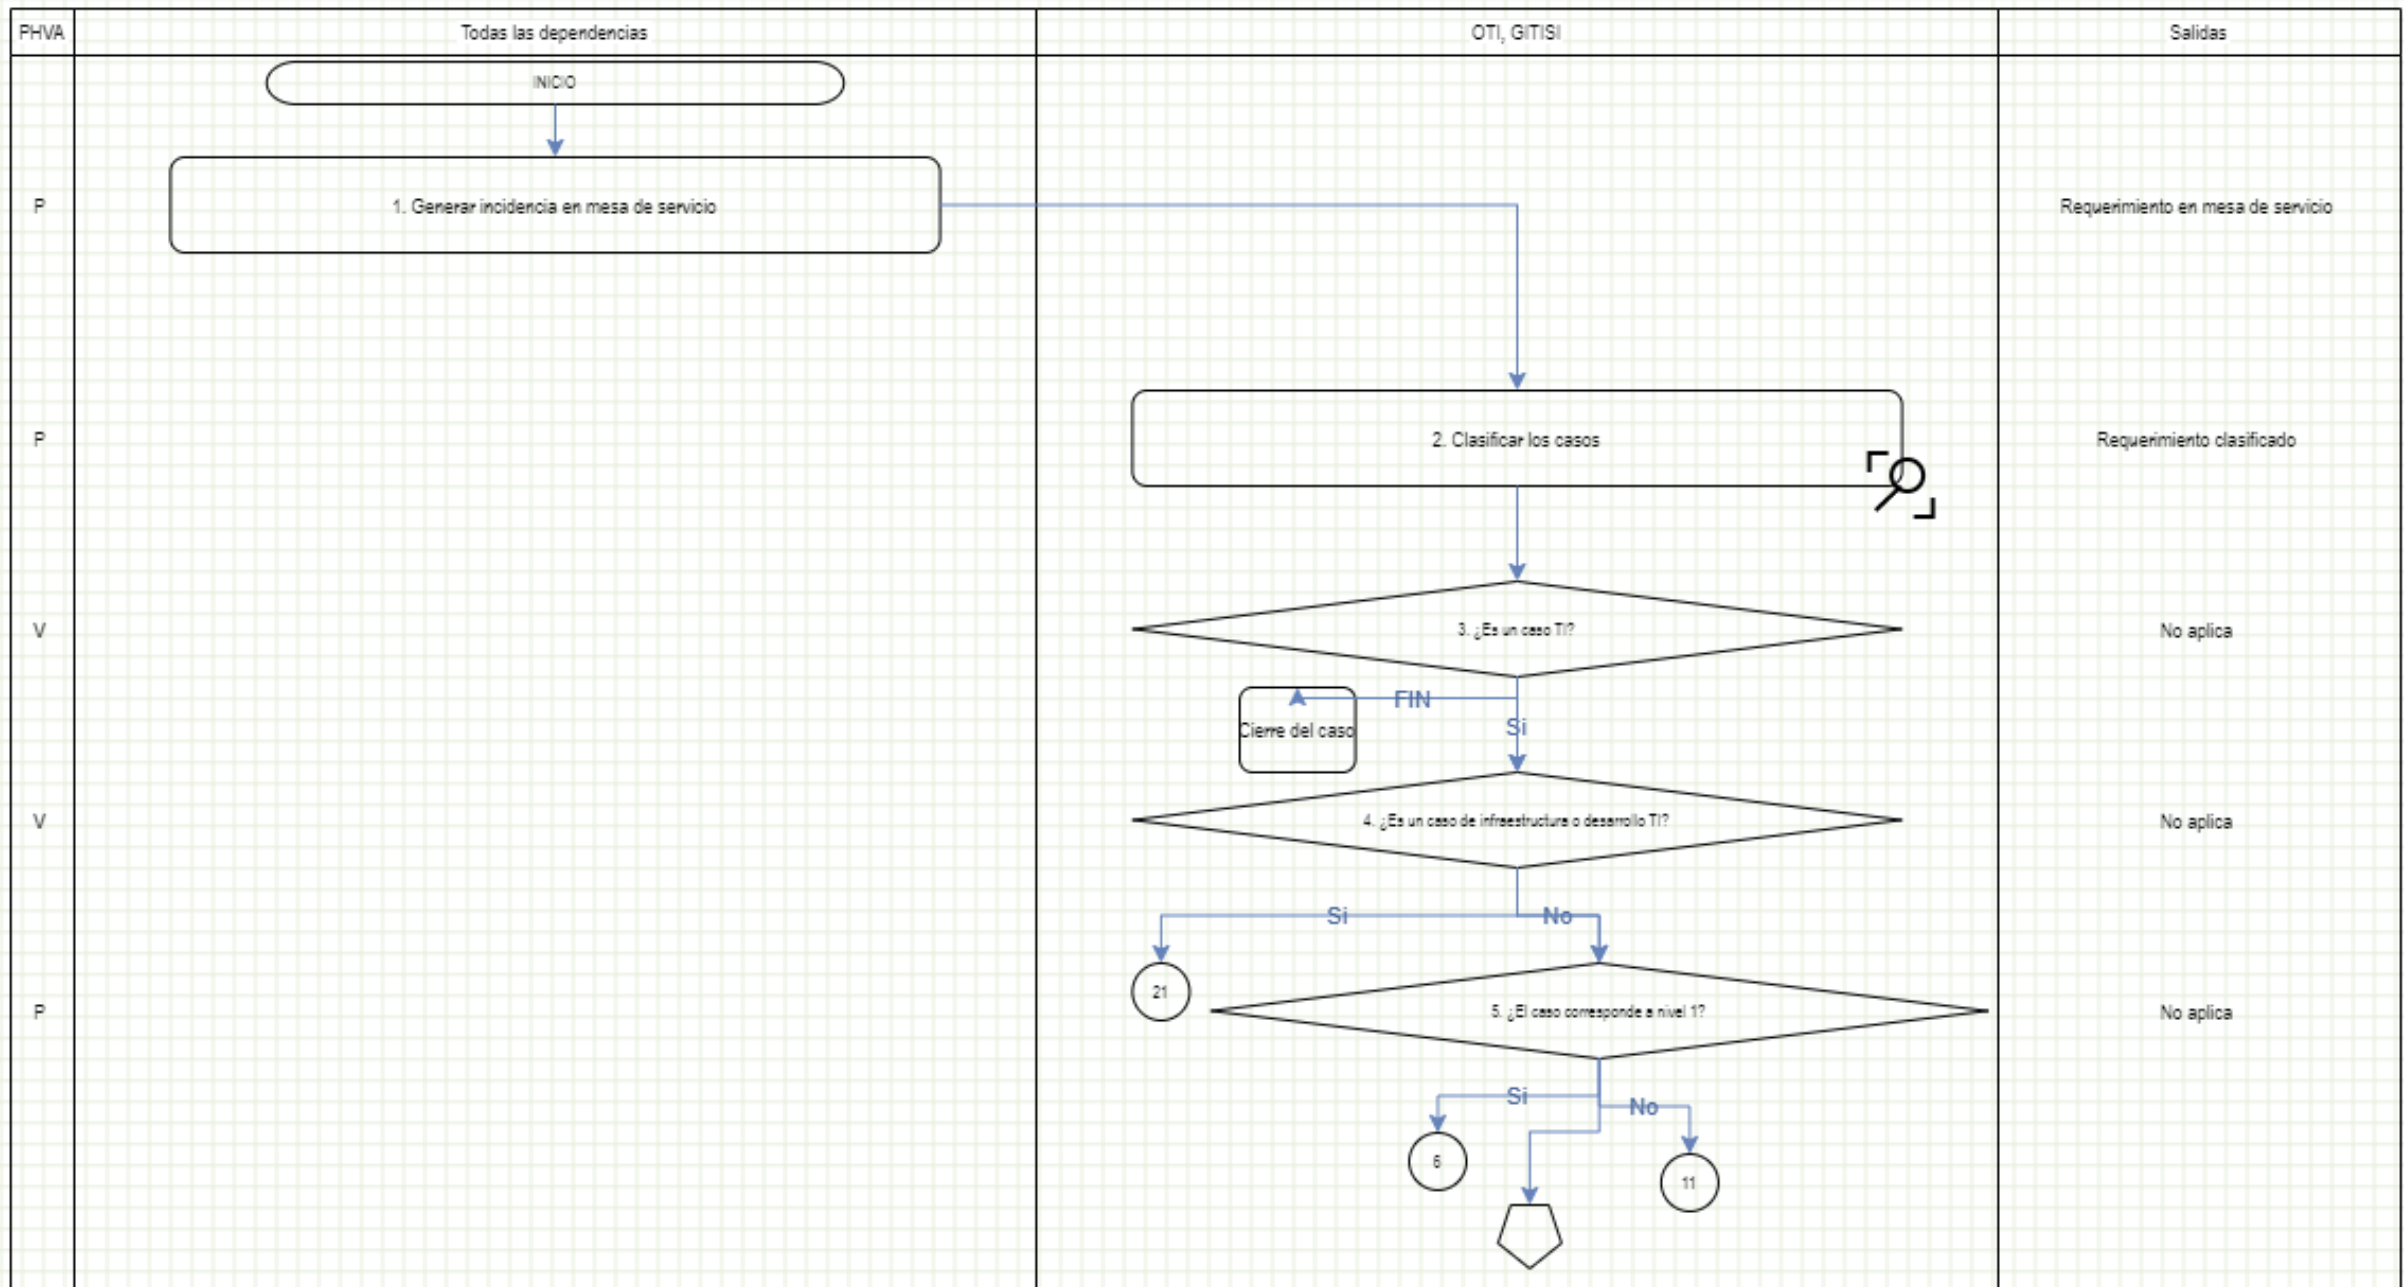 PHVA
Todas las dependencias
OTI, GITISI
Salidas
INICIO
P
1. Generar incidencia en mesa de servicio
Requerimiento en mesa de servicio
P
2. Clasificar los casos
Requerimiento clasificado
V
3. ¿Es un caso TI?
No aplica
FIN
Si
Cierre del caso
V
4. ¿Es un caso de infraestructura o desarrollo TI?
No aplica
Si
No
21
P
5. ¿El caso corresponde a nivel 1?
No aplica
Si
No
6
11